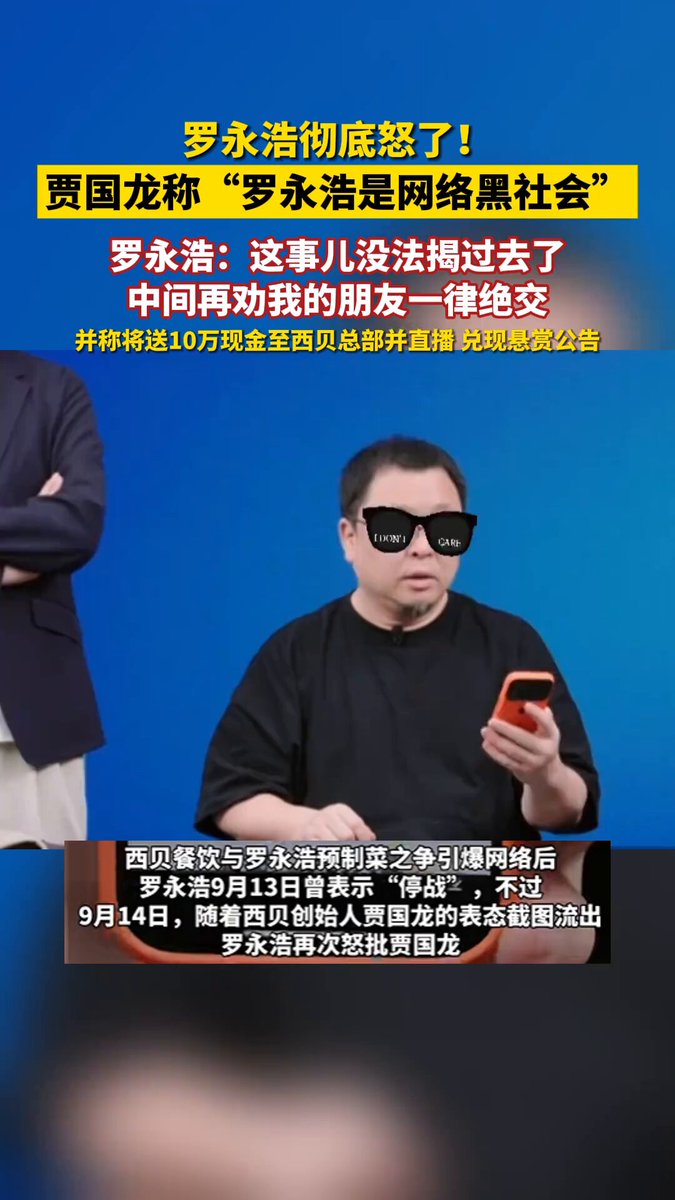 罗永浩彻底怒了！
贾国龙称“罗永浩是网络黑社会”
罗永浩：这事儿没法揭过去了
中间再劝我的朋友一律绝交
并称将送10万现金至西贝总部并直播 兑现悬赏公告
I DON'T CARE
西贝餐饮与罗永浩预制菜之争引爆网络后
罗永浩9月13日曾表示“停战”，不过
9月14日，随着西贝创始人贾国龙的表态截图流出
罗永浩再次怒批贾国龙